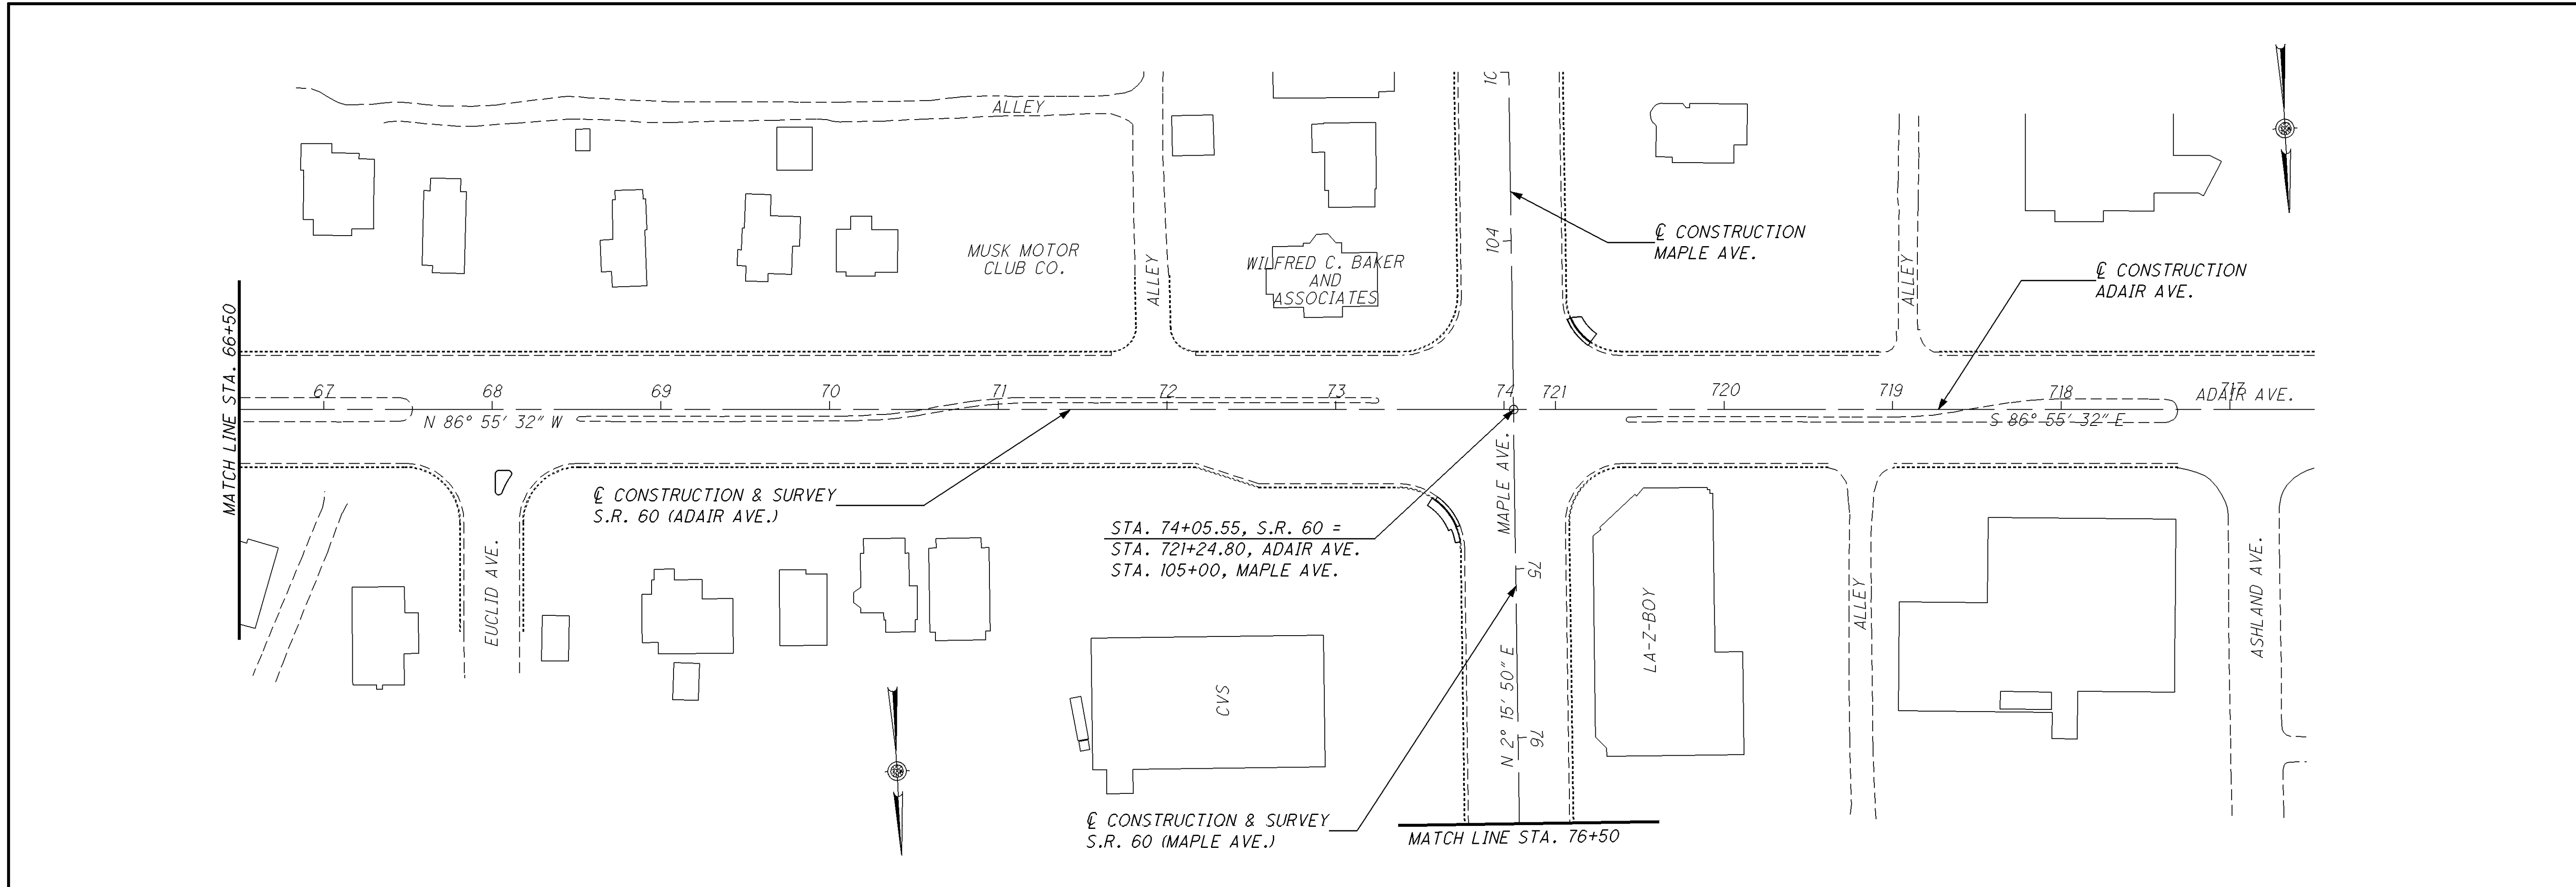 ALLEY
10
104
℄ CONSTRUCTION
MAPLE AVE.
℄ CONSTRUCTION
ADAIR AVE.
MUSK MOTOR
CLUB CO.
ALLEY
WILFRED C. BAKER
AND
ASSOCIATES
ALLEY
MATCH LINE STA. 66+50
67
68
69
70
71
72
73
74
721
720
719
718
717
ADAIR AVE.
N 86° 55' 32" W
S 86° 55' 32" E
MAPLE AVE.
℄ CONSTRUCTION & SURVEY
S.R. 60 (ADAIR AVE.)
STA. 74+05.55, S.R. 60 =
STA. 721+24.80, ADAIR AVE.
STA. 105+00, MAPLE AVE.
EUCLID AVE.
75
LA-Z-BOY
ALLEY
ASHLAND AVE.
CVS
N 2° 15' 50" E
76
℄ CONSTRUCTION & SURVEY
S.R. 60 (MAPLE AVE.)
MATCH LINE STA. 76+50